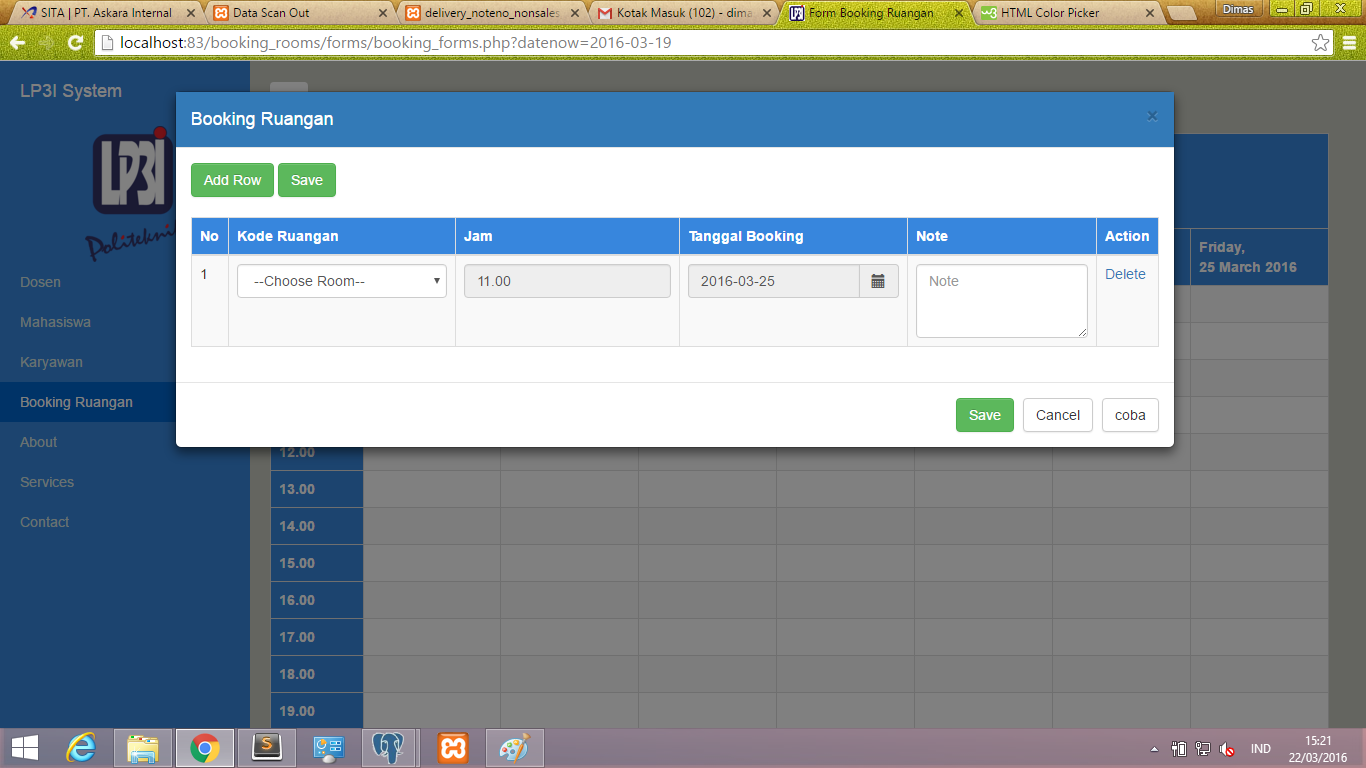 SITA | PT. Askara Internal
Data Scan Out
delivery_noteno_nonsales
Kotak Masuk (102) - dima
Form Booking Ruangan
HTML Color Picker
Dimas
localhost:83/booking_rooms/forms/booking_forms.php?datenow=2016-03-19
LP3I System
LP3I
Politeknik
Dosen
Mahasiswa
Karyawan
Booking Ruangan
About
Services
Contact
Booking Ruangan
×
Add Row
Save
No
Kode Ruangan
Jam
Tanggal Booking
Note
Action
1
--Choose Room--
11.00
2016-03-25
Note
Delete
Save
Cancel
coba
Friday,
25 March 2016
12.00
13.00
14.00
15.00
16.00
17.00
18.00
19.00
IND
15:21
22/03/2016